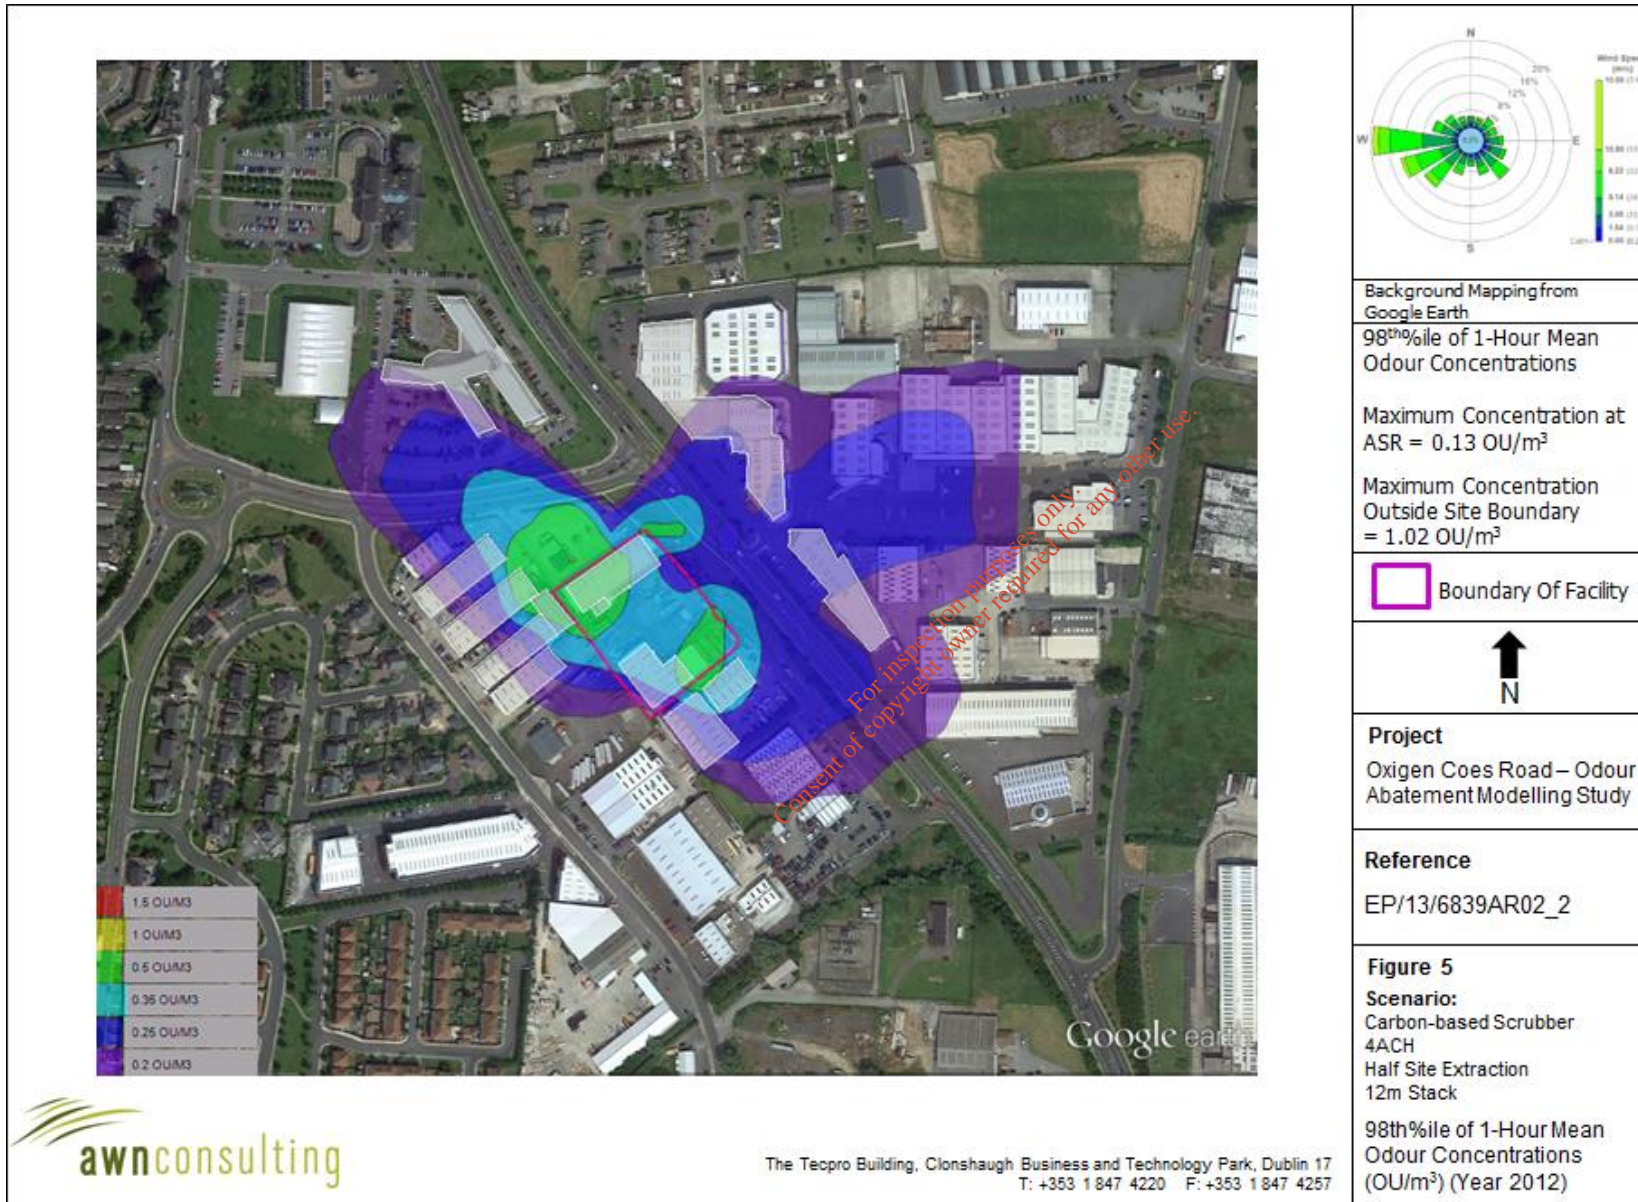 N
20%
16%
12%
8%
W
E
S
Wind Spee
Background Mapping from
Google Earth
98th%ile of 1-Hour Mean
Odour Concentrations
Maximum Concentration at
ASR = 0.13 OU/m³
Maximum Concentration
Outside Site Boundary
= 1.02 OU/m³
Boundary Of Facility
N
Project
Oxigen Coes Road – Odour
Abatement Modelling Study
Reference
EP/13/6839AR02_2
Figure 5
Scenario:
Carbon-based Scrubber
4ACH
Half Site Extraction
12m Stack
98th%ile of 1-Hour Mean
Odour Concentrations
(OU/m³) (Year 2012)
For inspection purposes only.
Consent of copyright owner required for any other use.
1.5 OU/M3
1 OU/M3
0.5 OU/M3
0.35 OU/M3
0.25 OU/M3
0.2 OU/M3
Google earth
awnconsulting
The Tecpro Building, Clonshaugh Business and Technology Park, Dublin 17
T: +353 1 847 4220 F: +353 1 847 4257